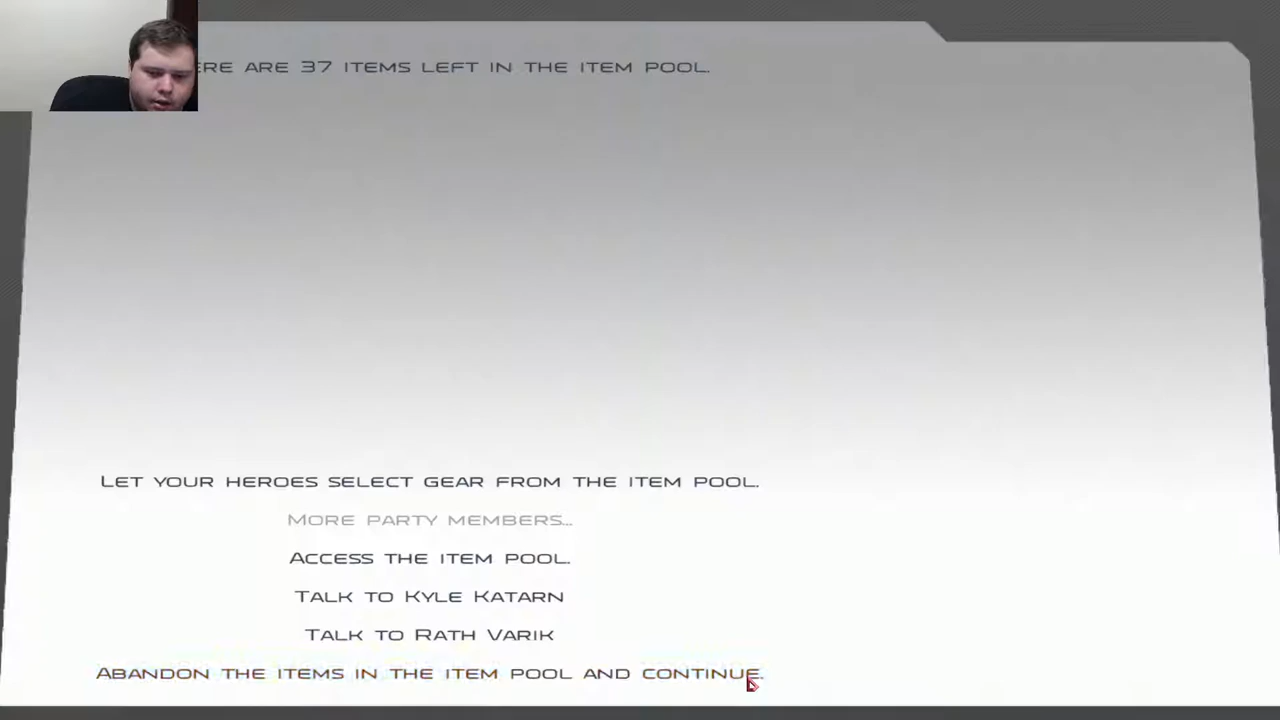 ARE 37 ITEMS LEFT IN THE ITEM POOL.
LET YOUR HEROES SELECT GEAR FROM THE ITEM POOL.
MORE PARTY MEMBERS...
ACCESS THE ITEM POOL.
TALK TO KYLE KATARN
TALK TO RATH VARIK
ABANDON THE ITEMS IN THE ITEM POOL AND CONTINUE.